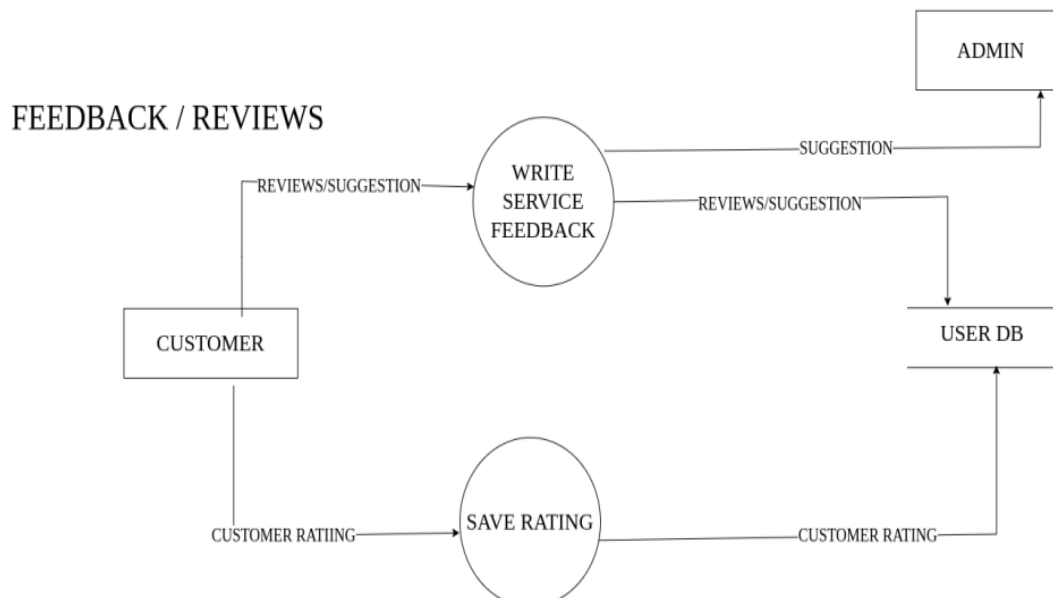 ADMIN
FEEDBACK / REVIEWS
SUGGESTION
WRITE
SERVICE
FEEDBACK
REVIEWS/SUGGESTION
REVIEWS/SUGGESTION
CUSTOMER
USER DB
SAVE RATING
CUSTOMER RATIING
CUSTOMER RATING